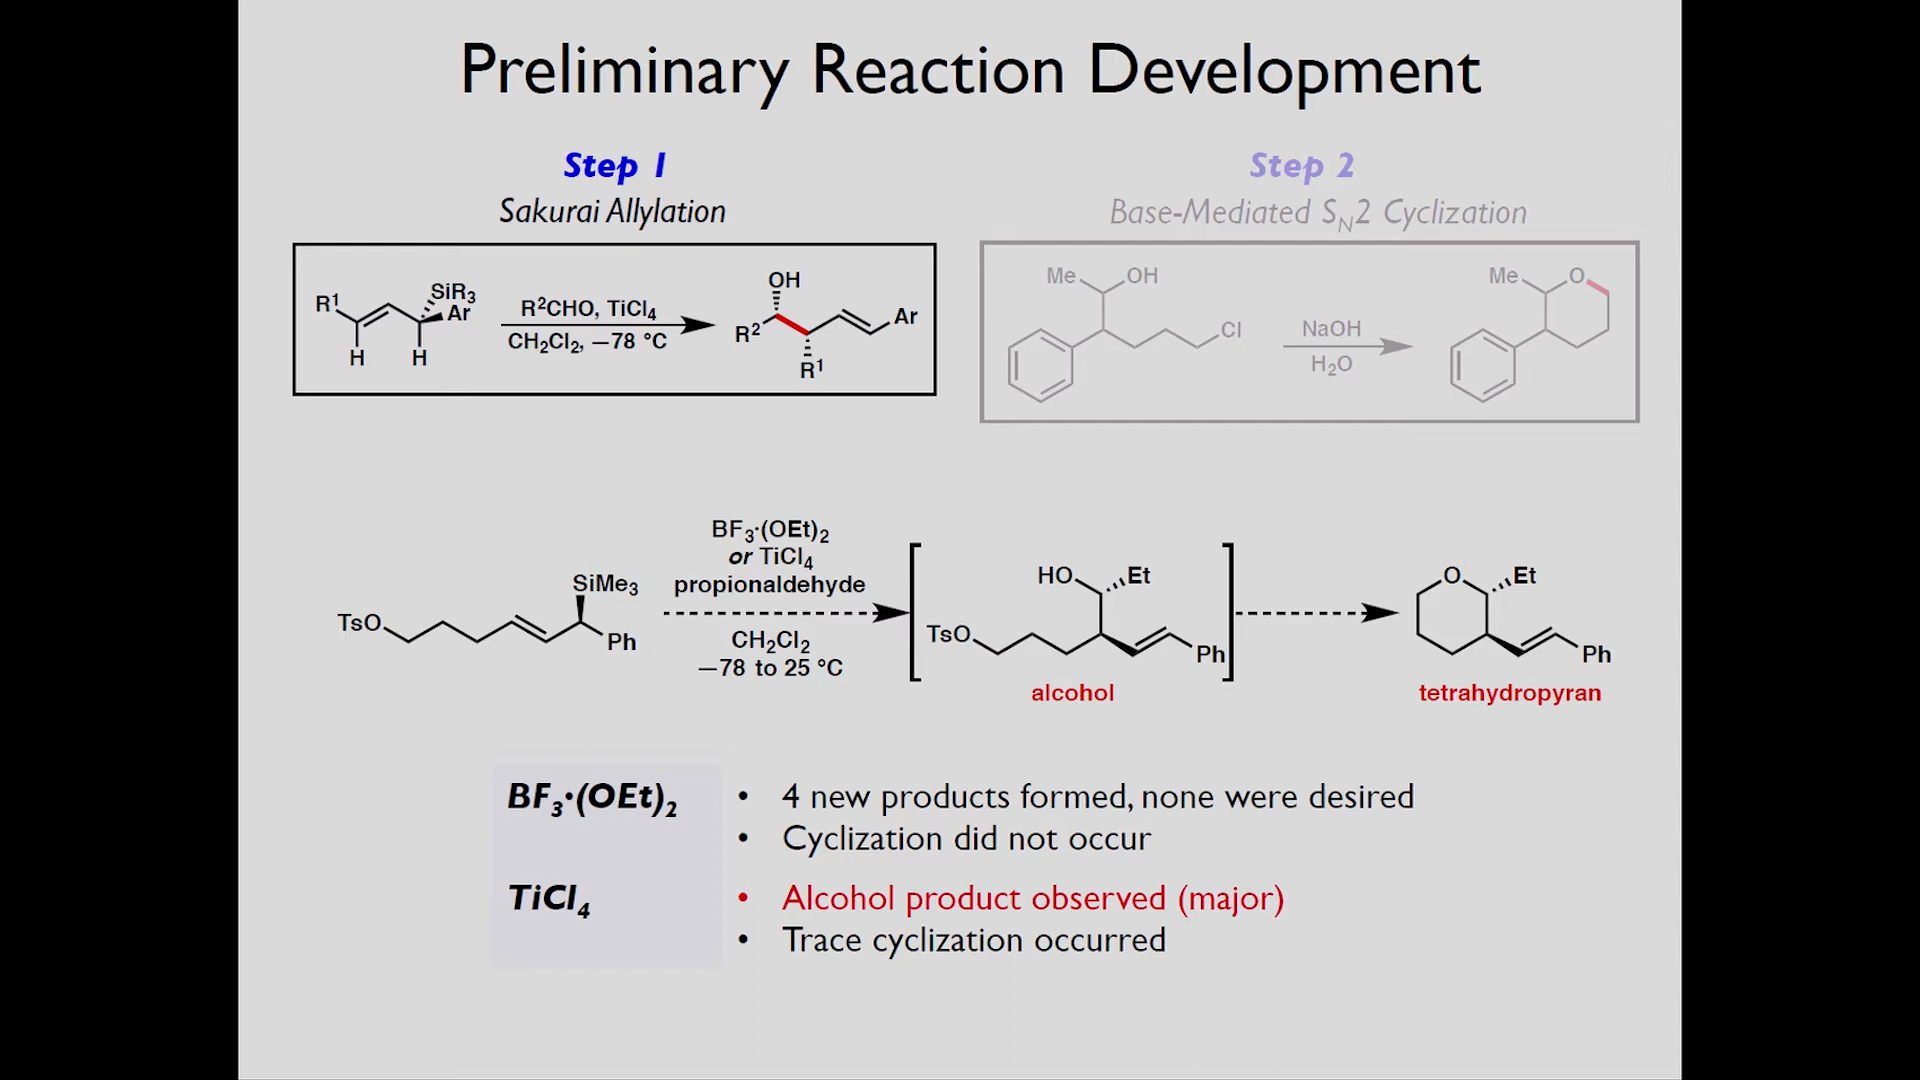 Preliminary Reaction Development
Step 1
Sakurai Allylation
R¹
SiR₃
Ar
H
H
R²CHO, TiCl₄
CH₂Cl₂, –78 °C
OH
R²
R¹
Ar
Step 2
Base-Mediated Sₙ2 Cyclization
Me
OH
Cl
NaOH
H₂O
Me
O
TsO
SiMe₃
Ph
BF₃·(OEt)₂
or TiCl₄
propionaldehyde
CH₂Cl₂
–78 to 25 °C
HO
Et
TsO
Ph
alcohol
O
Et
Ph
tetrahydropyran
BF₃·(OEt)₂
• 4 new products formed, none were desired
• Cyclization did not occur
TiCl₄
• Alcohol product observed (major)
• Trace cyclization occurred